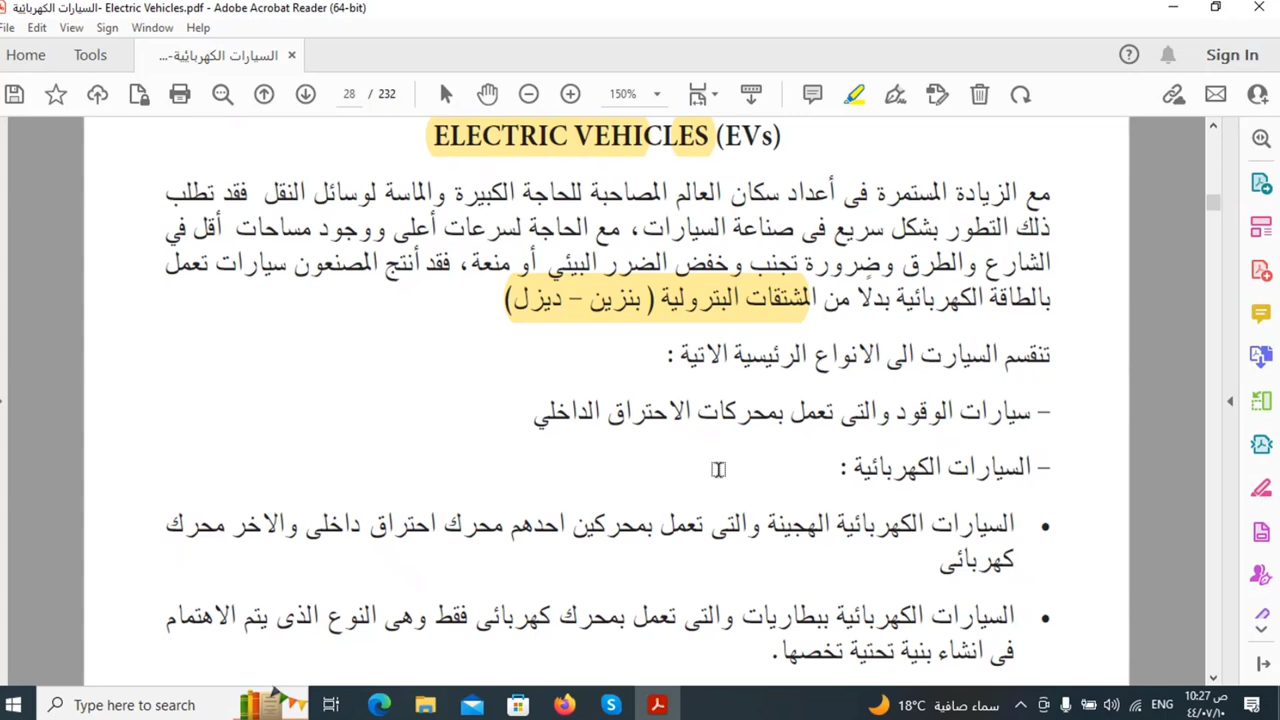 السيارات الكهربائية- Electric Vehicles.pdf - Adobe Acrobat Reader (64-bit)
File Edit View Sign Window Help
Home Tools السيارات الكهربائية-... × Sign In
28 / 232 150%
ELECTRIC VEHICLES (EVs)
مع الزيادة المستمرة فى أعداد سكان العالم المصاحبة للحاجة الكبيرة والماسة لوسائل النقل فقد تطلب
ذلك التطور بشكل سريع فى صناعة السيارات، مع الحاجة لسرعات أعلى ووجود مساحات أقل في
الشارع والطرق وضرورة تجنب وخفض الضرر البيئي أو منعة، فقد أنتج المصنعون سيارات تعمل
بالطاقة الكهربائية بدلًا من المشتقات البترولية ( بنزين – ديزل)
تنقسم السيارت الى الانواع الرئيسية الاتية :
– سيارات الوقود والتى تعمل بمحركات الاحتراق الداخلي
– السيارات الكهربائية :
• السيارات الكهربائية الهجينة والتى تعمل بمحركين احدهم محرك احتراق داخلى والاخر محرك
كهربائى
• السيارات الكهربائية ببطاريات والتى تعمل بمحرك كهربائى فقط وهى النوع الذى يتم الاهتمام
فى انشاء بنية تحتية تخصها.
Type here to search 18°C سماء صافية ENG 10:27 ص
٤٤/٠٧/١٠